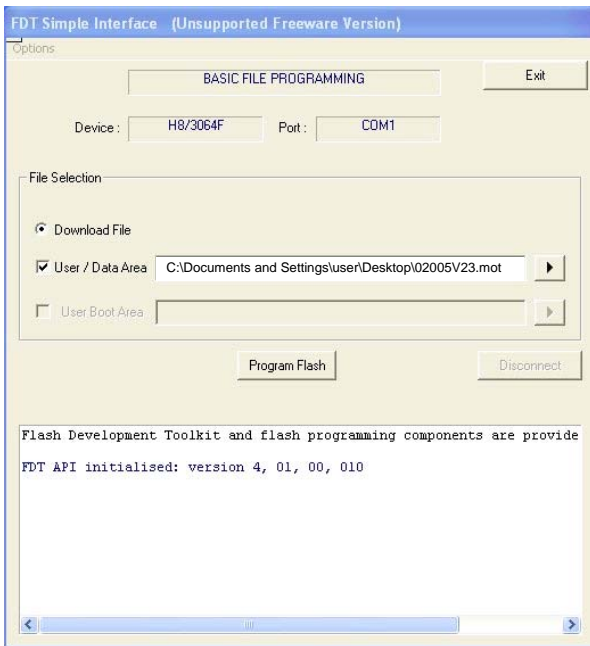 FDT Simple Interface (Unsupported Freeware Version)
Options
BASIC FILE PROGRAMMING
Exit
Device : H8/3064F Port : COM1
File Selection
Download File
User / Data Area C:\Documents and Settings\user\Desktop\02005V23.mot
User Boot Area
Program Flash Disconnect
Flash Development Toolkit and flash programming components are provide
FDT API initialised: version 4, 01, 00, 010